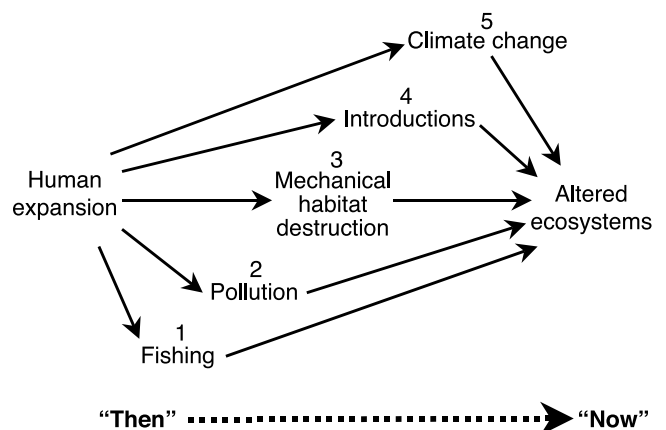 5
Climate change
4
Introductions
3
Mechanical
habitat
destruction
Human
expansion
Altered
ecosystems
2
Pollution
1
Fishing
“Then” “Now”